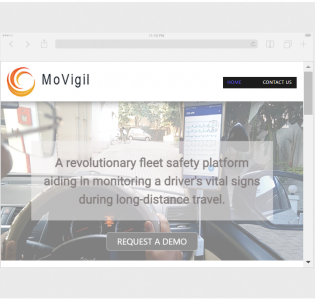 MoVigil
HOME
CONTACT US
A revolutionary fleet safety platform
aiding in monitoring a driver's vital signs
during long-distance travel.
REQUEST A DEMO